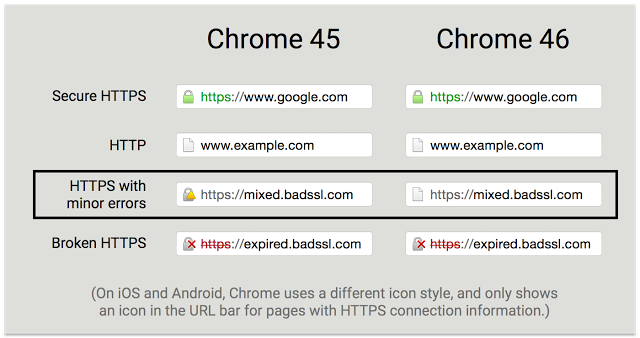 Chrome 45 Chrome 46
Secure HTTPS https://www.google.com https://www.google.com
HTTP www.example.com www.example.com
HTTPS with
minor errors https://mixed.badssl.com https://mixed.badssl.com
Broken HTTPS https://expired.badssl.com https://expired.badssl.com
(On iOS and Android, Chrome uses a different icon style, and only shows
an icon in the URL bar for pages with HTTPS connection information.)